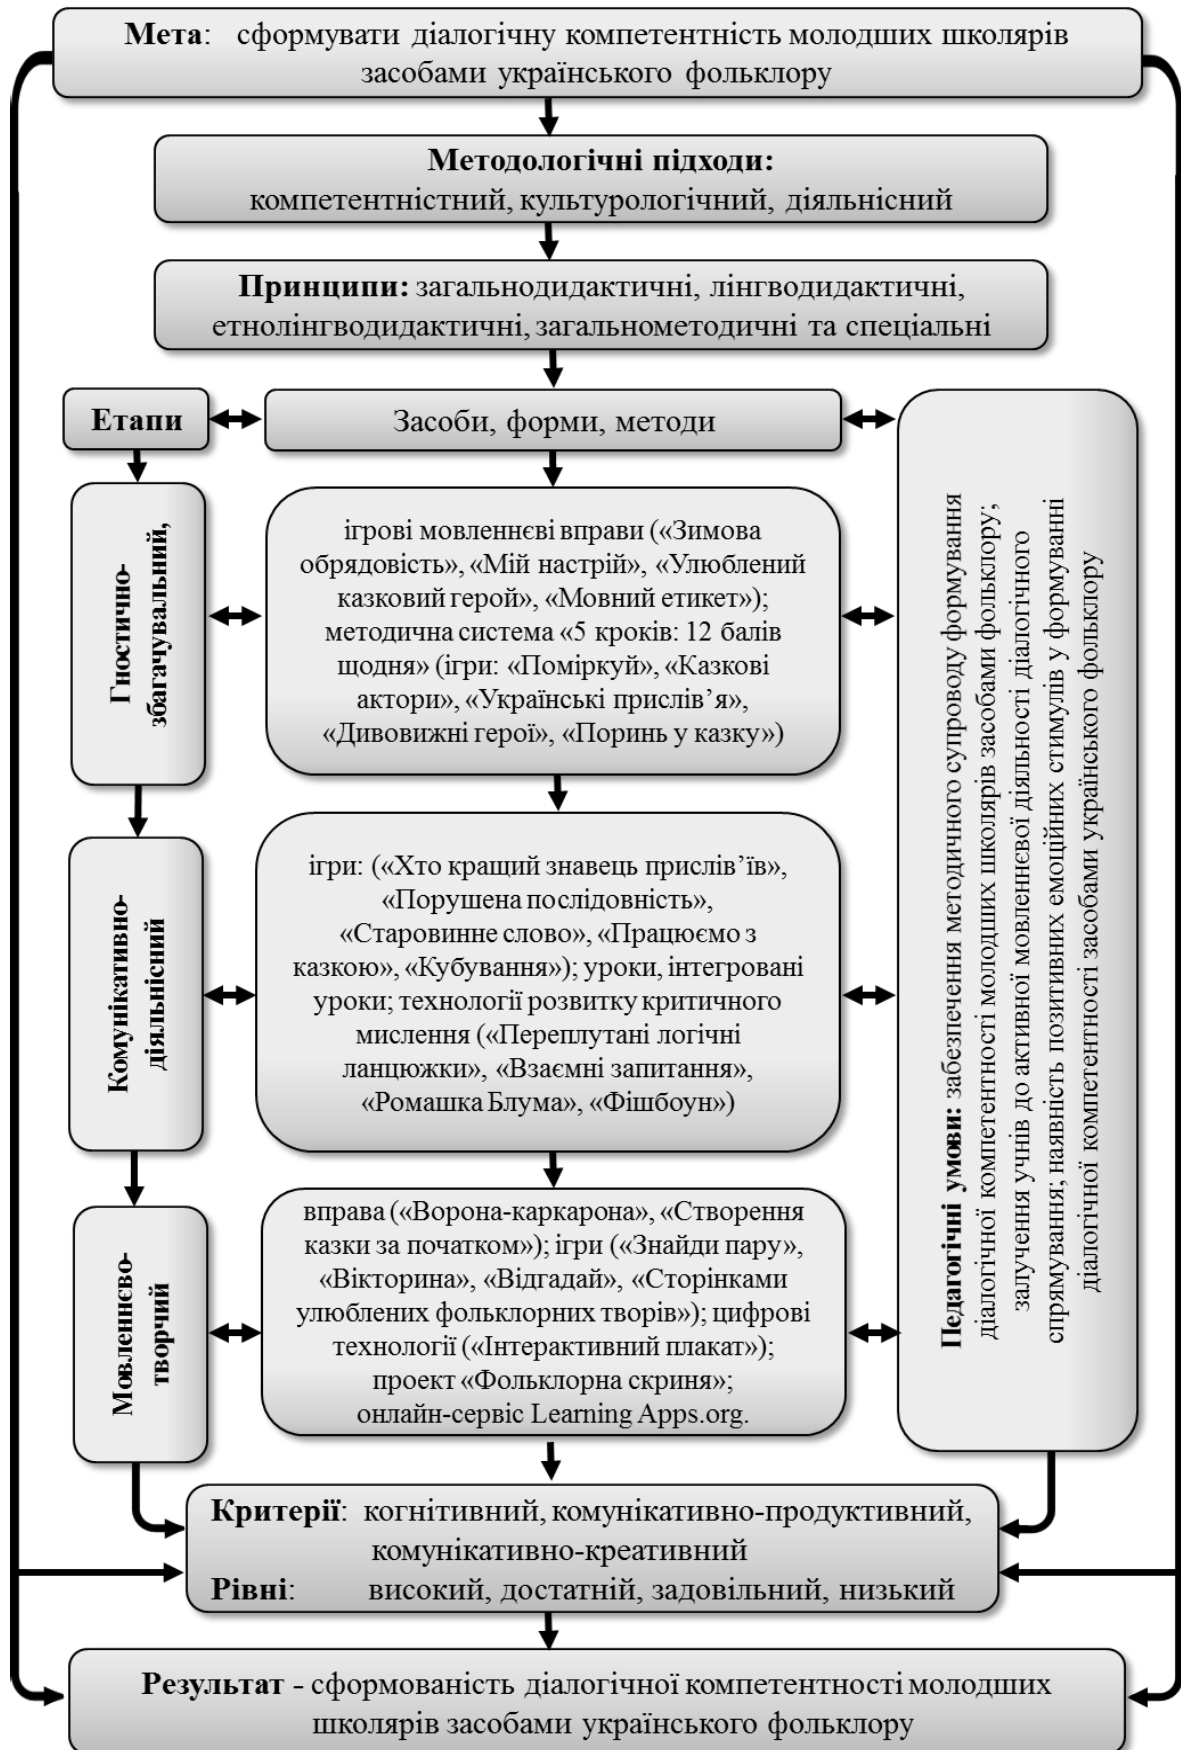 Мета: сформувати діалогічну компетентність молодших школярів
засобами українського фольклору
Методологічні підходи:
компетентністний, культурологічний, діяльнісний
Принципи: загальнодидактичні, лінгводидактичні,
етнолінгводидактичні, загальнометодичні та спеціальні
Етапи
Засоби, форми, методи
Гностично-
збагачувальний,
ігрові мовленнєві вправи («Зимова
обрядовість», «Мій настрій», «Улюблений
казковий герой», «Мовний етикет»);
методична система «5 кроків: 12 балів
щодня» (ігри: «Поміркуй», «Казкові
актори», «Українські прислів’я»,
«Дивовижні герої», «Поринь у казку»)
Комунікативно-
діяльнісний
ігри: («Хто кращий знавець прислів’їв»,
«Порушена послідовність»,
«Старовинне слово», «Працюємо з
казкою», «Кубування»); уроки, інтегровані
уроки; технології розвитку критичного
мислення («Переплутані логічні
ланцюжки», «Взаємні запитання»,
«Ромашка Блума», «Фішбоун»)
Мовленнєво-
творчий
вправа («Ворона-каркарона», «Створення
казки за початком»); ігри («Знайди пару»,
«Вікторина», «Відгадай», «Сторінками
улюблених фольклорних творів»); цифрові
технології («Інтерактивний плакат»);
проект «Фольклорна скриня»;
онлайн-сервіс Learning Apps.org.
Педагогічні умови: забезпечення методичного супроводу формування
діалогічної компетентності молодших школярів засобами фольклору;
залучення учнів до активної мовленнєвої діяльності діалогічного
спрямування; наявність позитивних емоційних стимулів у формуванні
діалогічної компетентності засобами українського фольклору
Критерії: когнітивний, комунікативно-продуктивний,
комунікативно-креативний
Рівні: високий, достатній, задовільний, низький
Результат - сформованість діалогічної компетентності молодших
школярів засобами українського фольклору